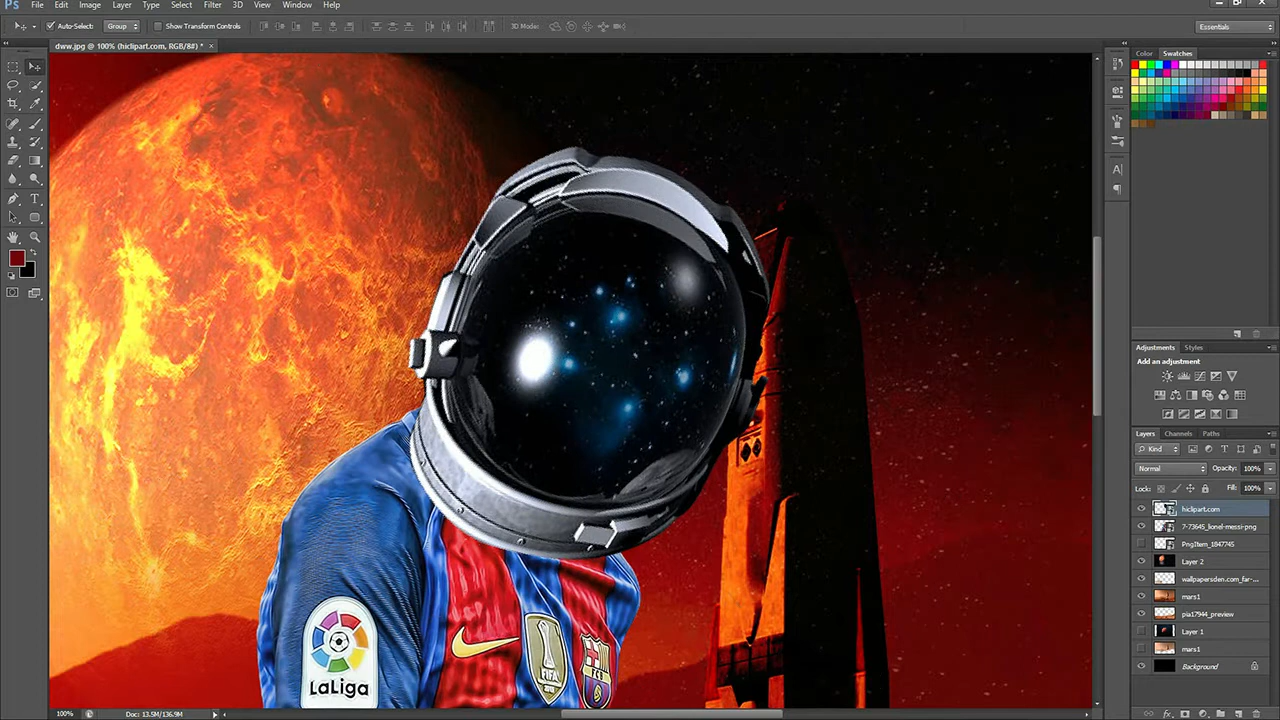 Ps File Edit Image Layer Type Select Filter 3D View Window Help
Auto-Select: Group Show Transform Controls 3D Mode: Essentials
dww.jpg @ 100% (hiclipart.com, RGB/8#) * ×
Color Swatches
Adjustments Styles
Add an adjustment
Layers Channels Paths
Kind
Normal Opacity: 100%
Lock: Fill: 100%
hiclipart.com
7-73645_lionel-messi-png
PngItem_1847745
Layer 2
wallpapersden.com_far-...
mars1
pia17944_preview
Layer 1
mars1
Background
LaLiga
FIFA
FCB
100% Doc: 13.5M/136.9M